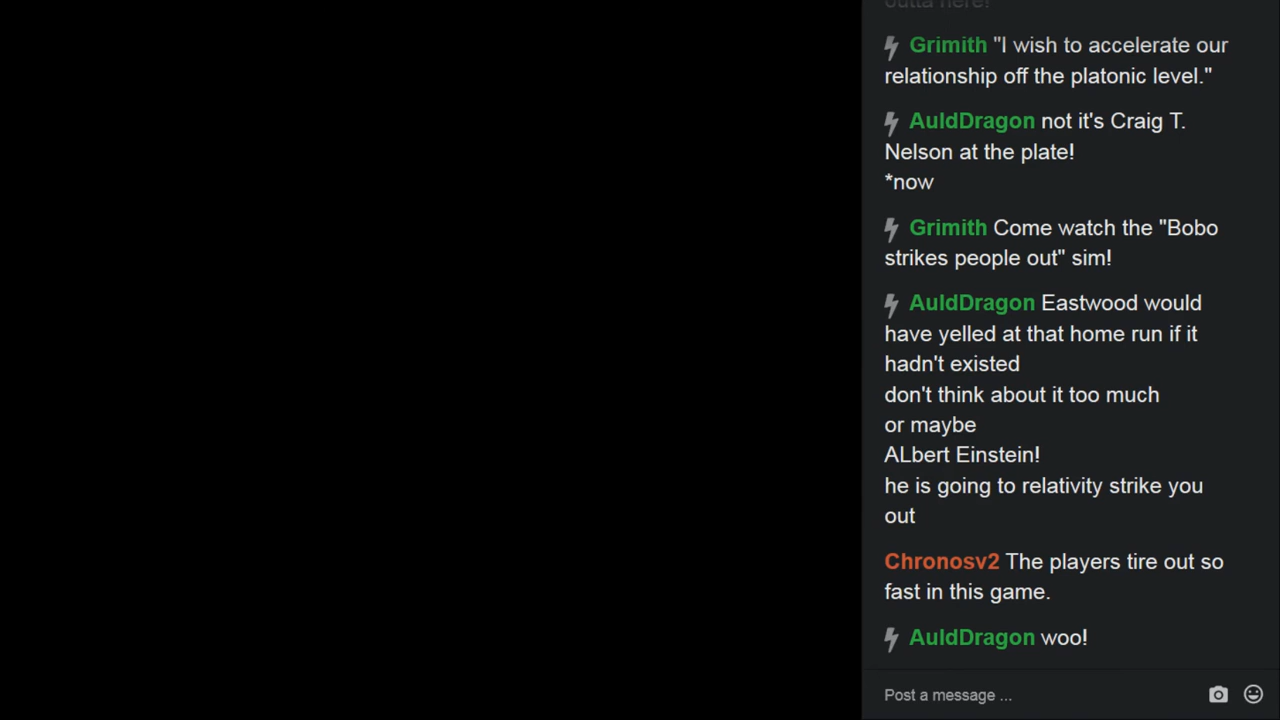 outta here!
Grimith "I wish to accelerate our
relationship off the platonic level."
AuldDragon not it's Craig T.
Nelson at the plate!
*now
Grimith Come watch the "Bobo
strikes people out" sim!
AuldDragon Eastwood would
have yelled at that home run if it
hadn't existed
don't think about it too much
or maybe
ALbert Einstein!
he is going to relativity strike you
out
Chronosv2 The players tire out so
fast in this game.
AuldDragon woo!
Post a message ...